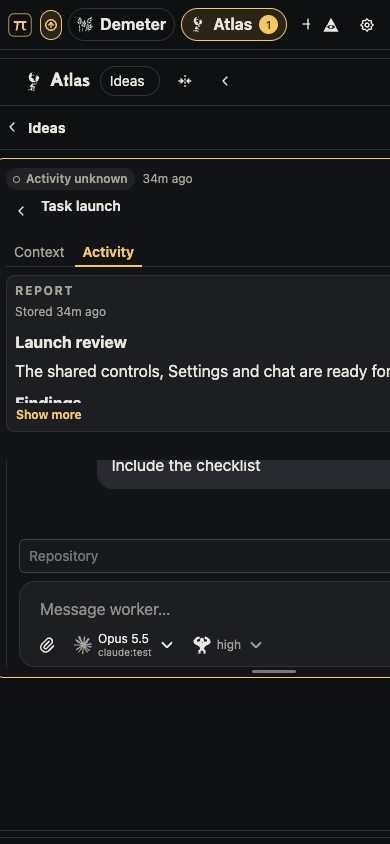 π
Demeter
Atlas 1
Atlas
Ideas
Ideas
Activity unknown
34m ago
Task launch
Context
Activity
REPORT
Stored 34m ago
Launch review
The shared controls, Settings and chat are ready for
Findings
Show more
Include the checklist
Repository
Message worker...
Opus 5.5
claude:test
high